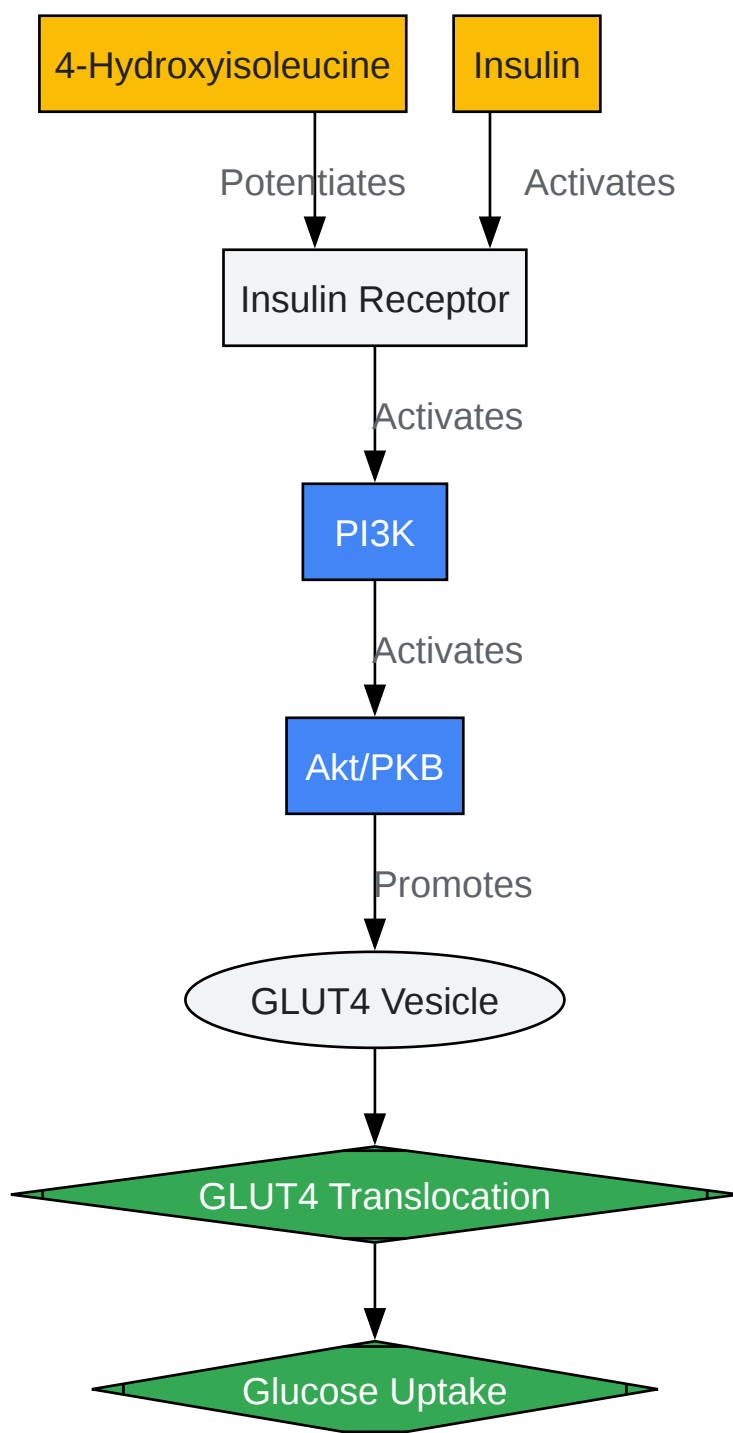 4-Hydroxyisoleucine
Insulin
Potentiates
Activates
Insulin Receptor
Activates
PI3K
Activates
Akt/PKB
Promotes
GLUT4 Vesicle
GLUT4 Translocation
Glucose Uptake